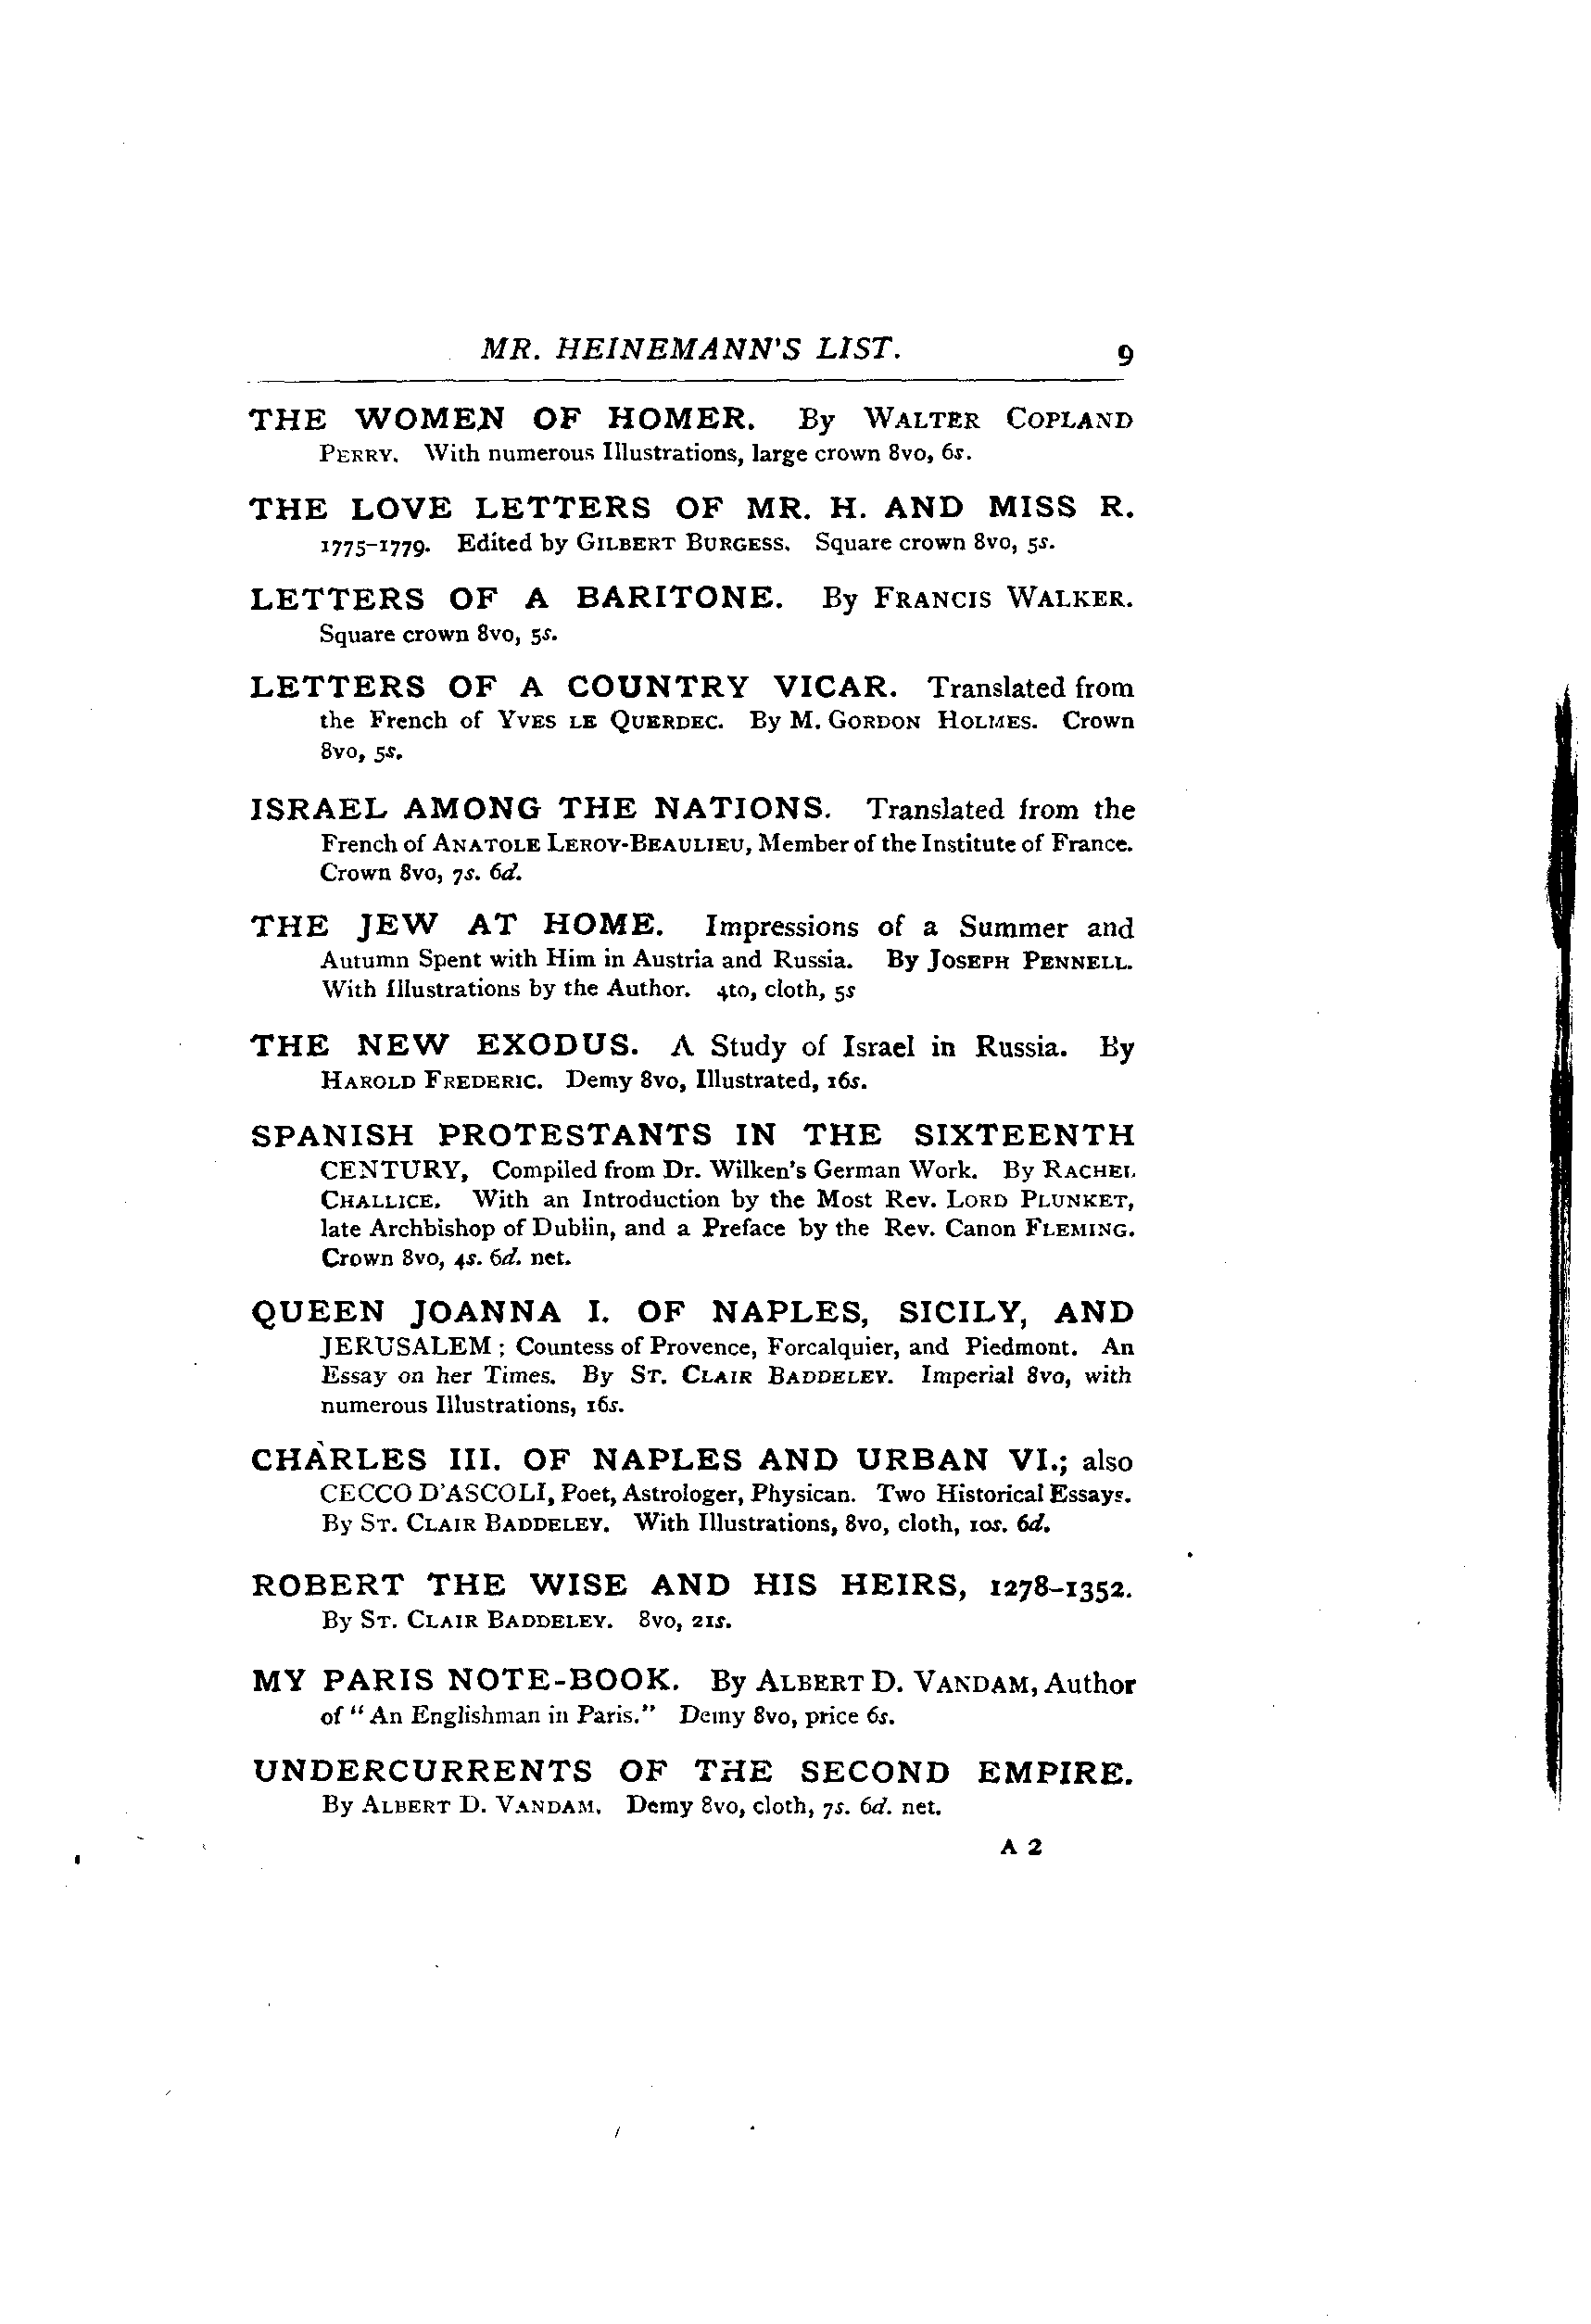 MR. HEINEMANN'S LIST. 9
THE WOMEN OF HOMER. By WALTER COPLAND
PERRY. With numerous Illustrations, large crown 8vo, 6s.
THE LOVE LETTERS OF MR. H. AND MISS R.
1775-1779. Edited by GILBERT BURGESS. Square crown 8vo, 5s.
LETTERS OF A BARITONE. By FRANCIS WALKER.
Square crown 8vo, 5s.
LETTERS OF A COUNTRY VICAR. Translated from
the French of YVES LE QUERDEC. By M. GORDON HOLMES. Crown
8vo, 5s.
ISRAEL AMONG THE NATIONS. Translated from the
French of ANATOLE LEROY-BEAULIEU, Member of the Institute of France.
Crown 8vo, 7s. 6d.
THE JEW AT HOME. Impressions of a Summer and
Autumn Spent with Him in Austria and Russia. By JOSEPH PENNELL.
With Illustrations by the Author. 4to, cloth, 5s
THE NEW EXODUS. A Study of Israel in Russia. By
HAROLD FREDERIC. Demy 8vo, Illustrated, 16s.
SPANISH PROTESTANTS IN THE SIXTEENTH
CENTURY, Compiled from Dr. Wilken's German Work. By RACHEL
CHALLICE. With an Introduction by the Most Rev. LORD PLUNKET,
late Archbishop of Dublin, and a Preface by the Rev. Canon FLEMING.
Crown 8vo, 4s. 6d. net.
QUEEN JOANNA I. OF NAPLES, SICILY, AND
JERUSALEM; Countess of Provence, Forcalquier, and Piedmont. An
Essay on her Times. By ST. CLAIR BADDELEY. Imperial 8vo, with
numerous Illustrations, 16s.
CHARLES III. OF NAPLES AND URBAN VI.; also
CECCO D'ASCOLI, Poet, Astrologer, Physican. Two Historical Essays.
By ST. CLAIR BADDELEY. With Illustrations, 8vo, cloth, 10s. 6d.
ROBERT THE WISE AND HIS HEIRS, 1278-1352.
By ST. CLAIR BADDELEY. 8vo, 21s.
MY PARIS NOTE-BOOK. By ALBERT D. VANDAM, Author
of "An Englishman in Paris." Demy 8vo, price 6s.
UNDERCURRENTS OF THE SECOND EMPIRE.
By ALBERT D. VANDAM. Demy 8vo, cloth, 7s. 6d. net.
A 2